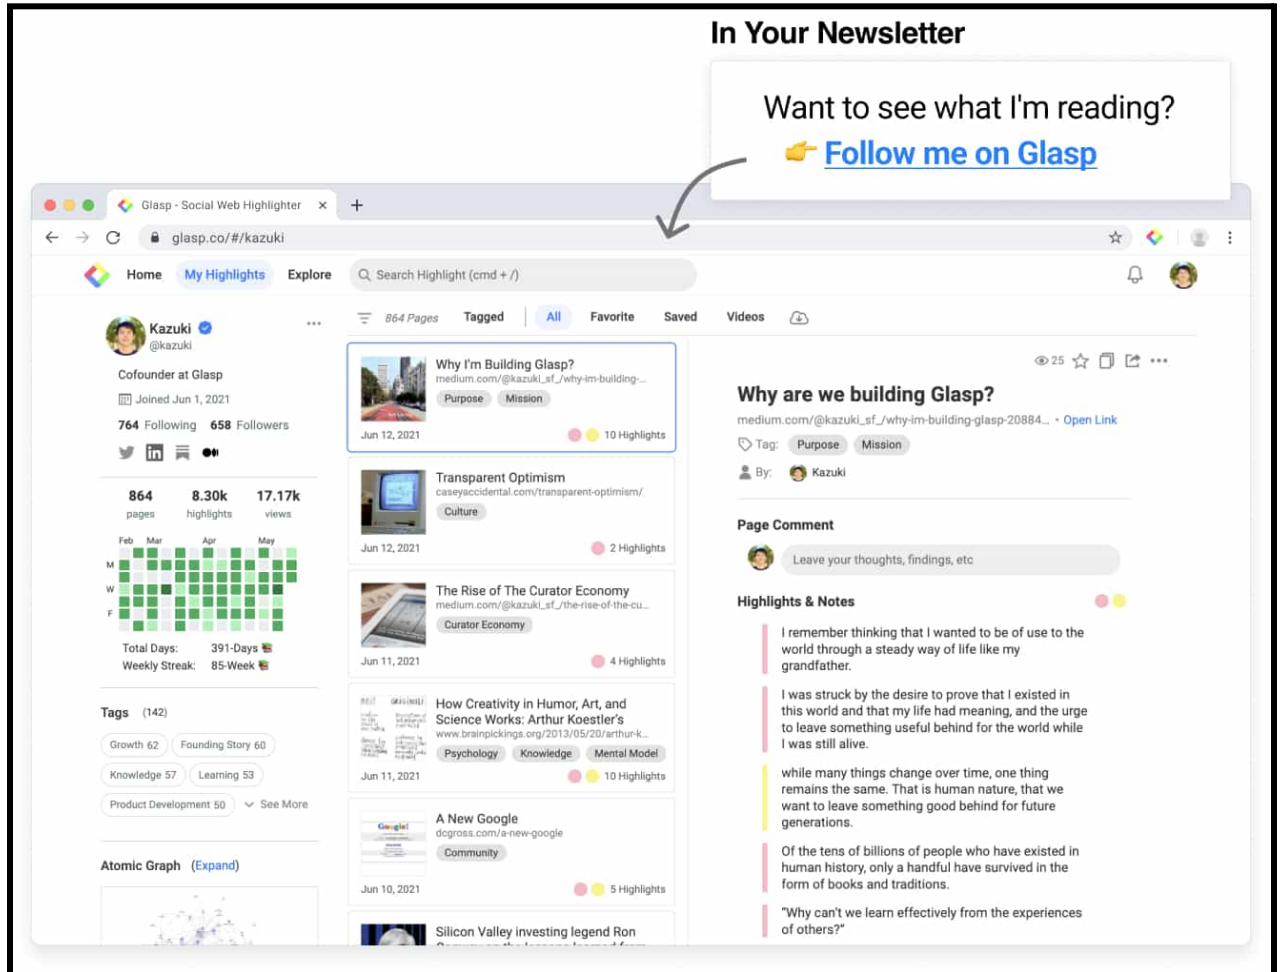 In Your Newsletter
Want to see what I'm reading?
Follow me on Glasp
Glasp - Social Web Highlighter
glasp.co/#/kazuki
Home
My Highlights
Explore
Search Highlight (cmd + /)
Kazuki
@kazuki
Cofounder at Glasp
Joined Jun 1, 2021
764 Following 658 Followers
864 8.30k 17.17k
pages highlights views
Feb Mar Apr May
M
W
F
Total Days: 391-Days
Weekly Streak: 85-Week
Tags (142)
Growth 62 Founding Story 60
Knowledge 57 Learning 53
Product Development 50 See More
Atomic Graph (Expand)
864 Pages Tagged All Favorite Saved Videos
Why I'm Building Glasp?
medium.com/@kazuki_sf_/why-im-building-...
Purpose Mission
Jun 12, 2021 10 Highlights
Transparent Optimism
caseyaccidental.com/transparent-optimism/
Culture
Jun 12, 2021 2 Highlights
The Rise of The Curator Economy
medium.com/@kazuki_sf_/the-rise-of-the-cu...
Curator Economy
Jun 11, 2021 4 Highlights
How Creativity in Humor, Art, and
Science Works: Arthur Koestler's
www.brainpickings.org/2013/05/20/arthur-k...
Psychology Knowledge Mental Model
Jun 11, 2021 10 Highlights
Google!
A New Google
dcgross.com/a-new-google
Community
Jun 10, 2021 5 Highlights
Silicon Valley investing legend Ron
25
Why are we building Glasp?
medium.com/@kazuki_sf_/why-im-building-glasp-20884... • Open Link
Tag: Purpose Mission
By: Kazuki
Page Comment
Leave your thoughts, findings, etc
Highlights & Notes
I remember thinking that I wanted to be of use to the
world through a steady way of life like my
grandfather.
I was struck by the desire to prove that I existed in
this world and that my life had meaning, and the urge
to leave something useful behind for the world while
I was still alive.
while many things change over time, one thing
remains the same. That is human nature, that we
want to leave something good behind for future
generations.
Of the tens of billions of people who have existed in
human history, only a handful have survived in the
form of books and traditions.
"Why can't we learn effectively from the experiences
of others?"